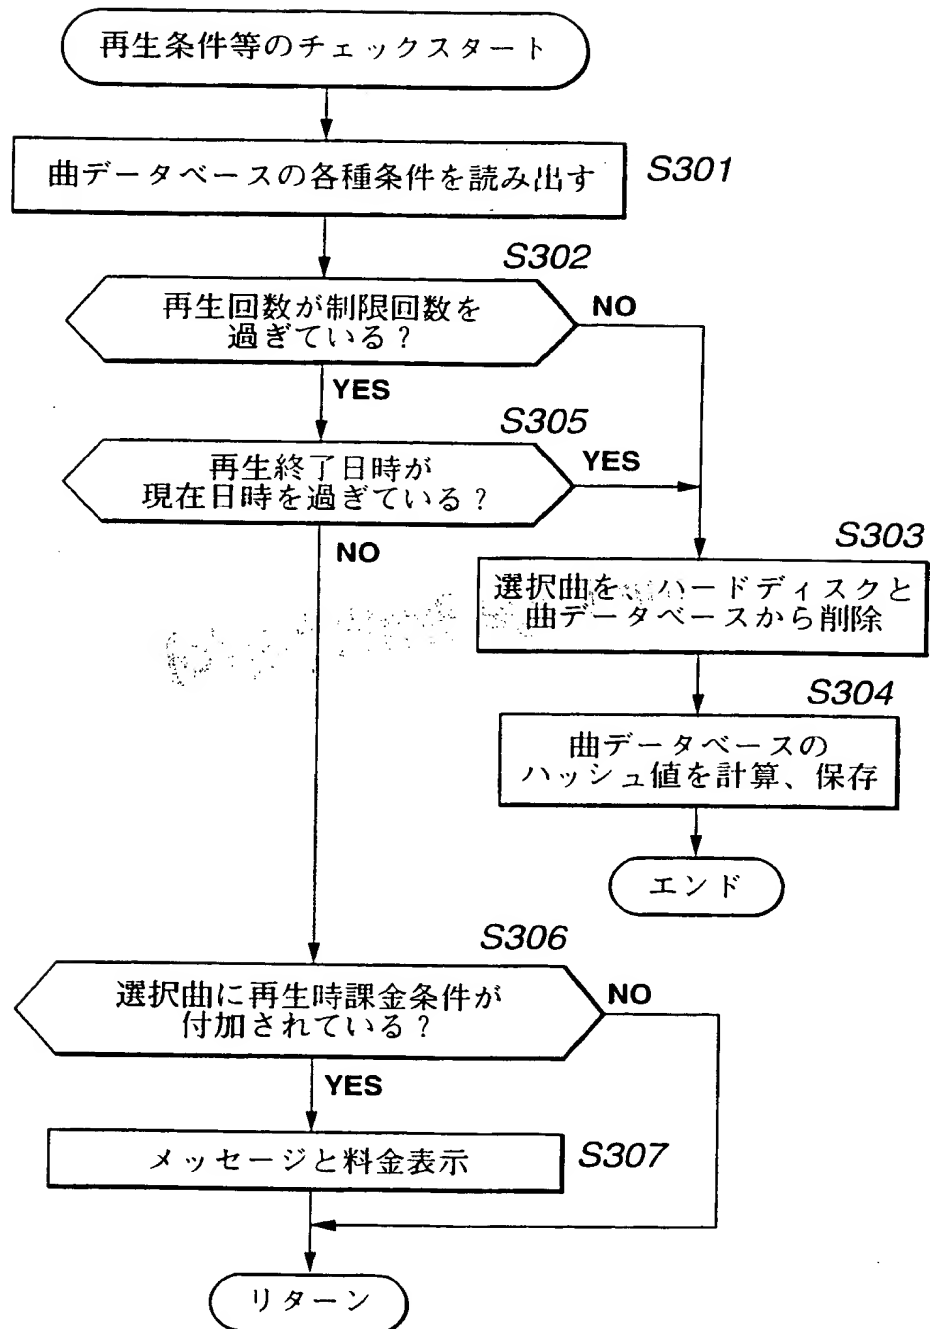 再生条件等のチェックスタート
曲データベースの各種条件を読み出す
S301
S302
再生回数が制限回数を
過ぎている?
NO
YES
S305
再生終了日時が
現在日時を過ぎている?
YES
NO
S303
選択曲を、ハードディスクと
曲データベースから削除
S304
曲データベースの
ハッシュ値を計算、保存
エンド
S306
選択曲に再生時課金条件が
付加されている?
NO
YES
メッセージと料金表示
S307
リターン